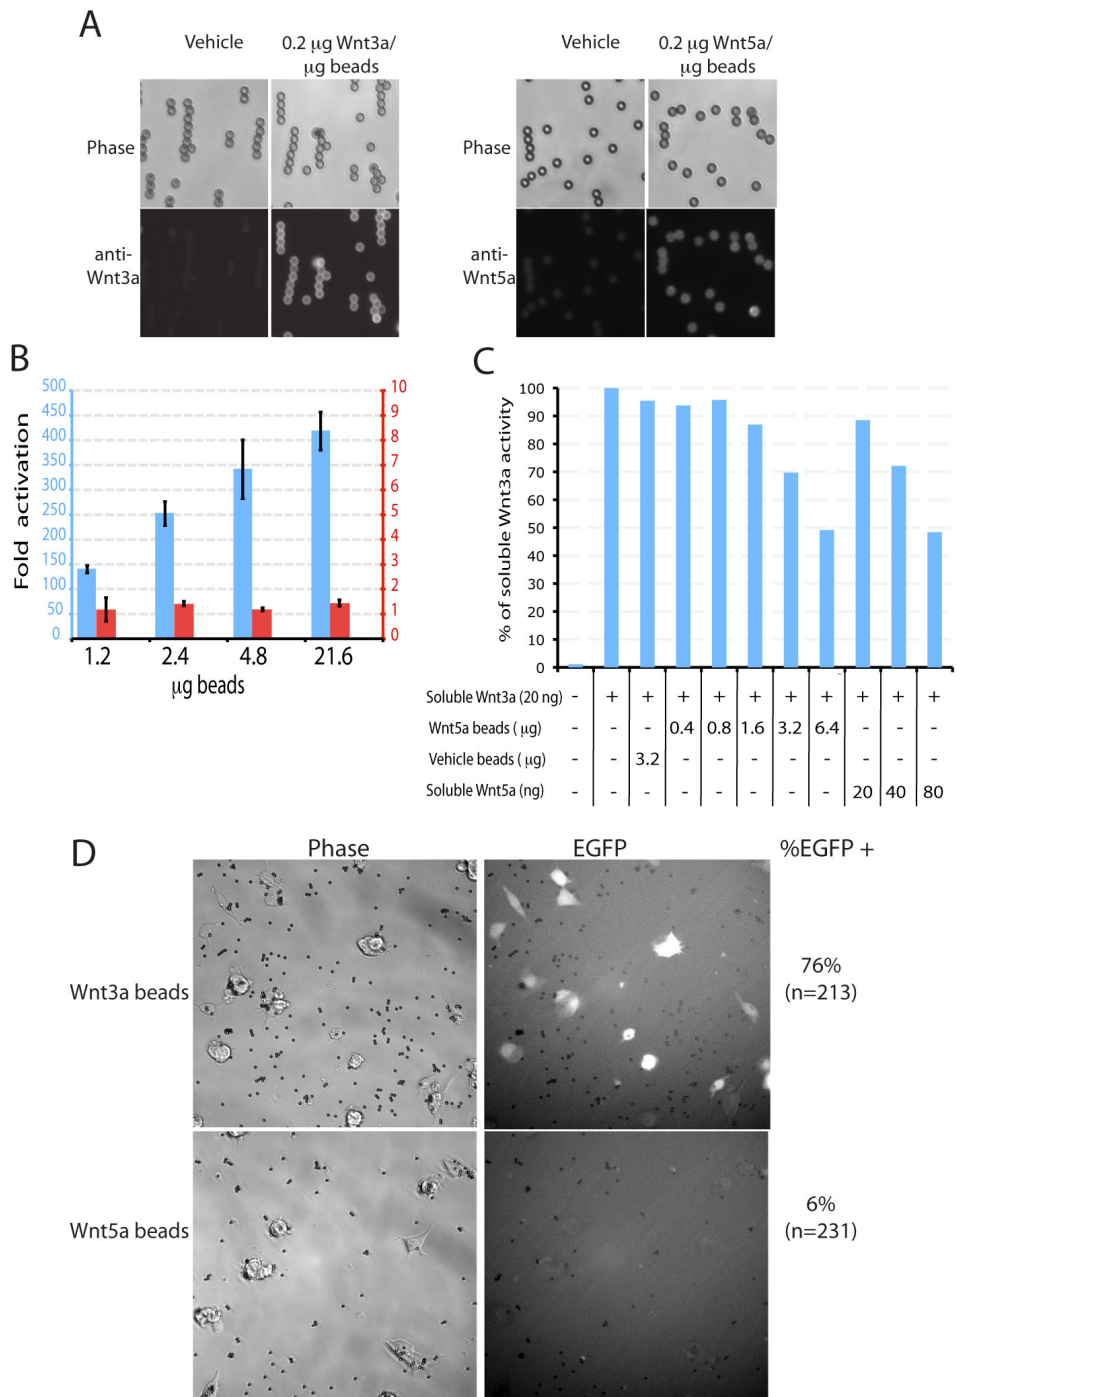 A
Vehicle
0.2 μg Wnt3a/
μg beads
Vehicle
0.2 μg Wnt5a/
μg beads
Phase
Phase
anti-
Wnt3a
anti-
Wnt5a
B
Fold activation
500
450
400
350
300
250
200
150
100
50
0
10
9
8
7
6
5
4
3
2
1
0
1.2 2.4 4.8 21.6
μg beads
C
% of soluble Wnt3a activity
100
90
80
70
60
50
40
30
20
10
0
Soluble Wnt3a (20 ng) - + + + + + + + + + +
Wnt5a beads ( μg) - - - 0.4 0.8 1.6 3.2 6.4 - - -
Vehicle beads ( μg) - - 3.2 - - - - - - - -
Soluble Wnt5a (ng) - - - - - - - - 20 40 80
D
Phase EGFP %EGFP +
Wnt3a beads
76%
(n=213)
Wnt5a beads
6%
(n=231)